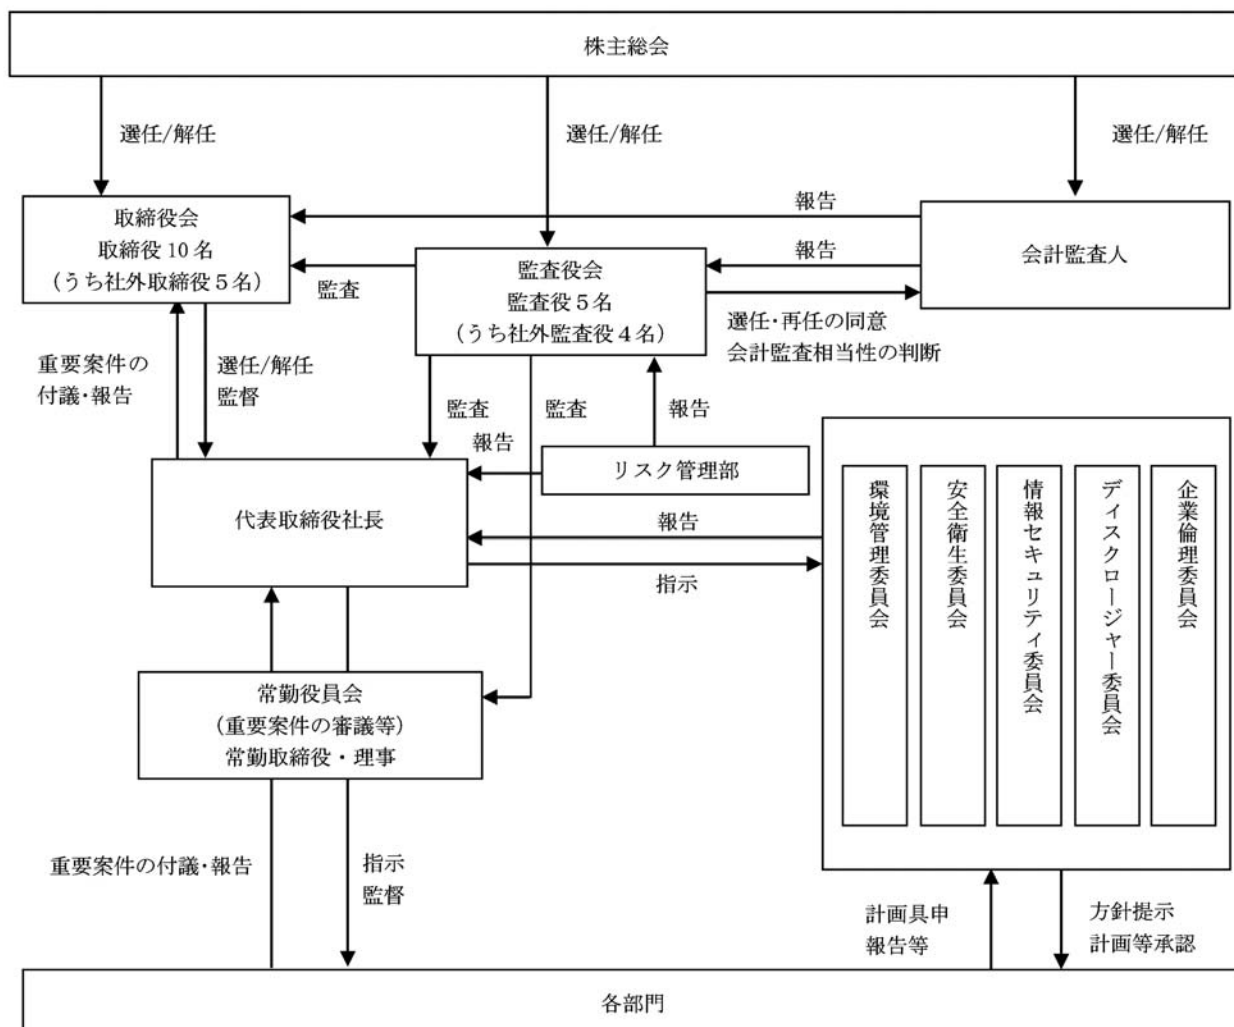 株主総会
選任/解任
選任/解任
選任/解任
取締役会
取締役 10 名
（うち社外取締役 5 名）
報告
会計監査人
報告
監査
監査役会
監査役 5 名
（うち社外監査役 4 名）
選任･再任の同意
会計監査相当性の判断
重要案件の
付議･報告
選任/解任
監督
監査
監査
報告
報告
リスク管理部
代表取締役社長
報告
指示
環境管理委員会
安全衛生委員会
情報セキュリティ委員会
ディスクロージャー委員会
企業倫理委員会
常勤役員会
（重要案件の審議等）
常勤取締役・理事
重要案件の付議･報告
指示
監督
計画具申
報告等
方針提示
計画等承認
各部門